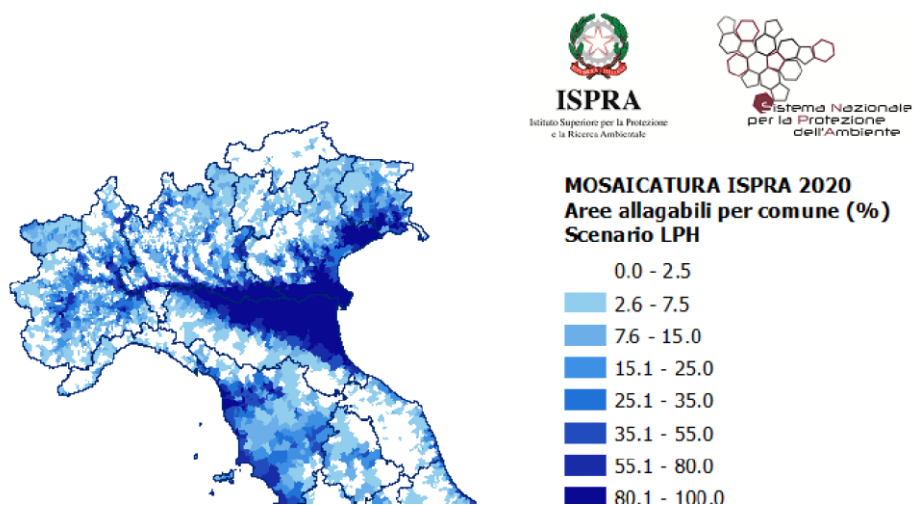 ISPRA
Istituto Superiore per la Protezione
e la Ricerca Ambientale
Sistema Nazionale
per la Protezione
dell'Ambiente
MOSAICATURA ISPRA 2020
Aree allagabili per comune (%)
Scenario LPH
0.0 - 2.5
2.6 - 7.5
7.6 - 15.0
15.1 - 25.0
25.1 - 35.0
35.1 - 55.0
55.1 - 80.0
80.1 - 100.0